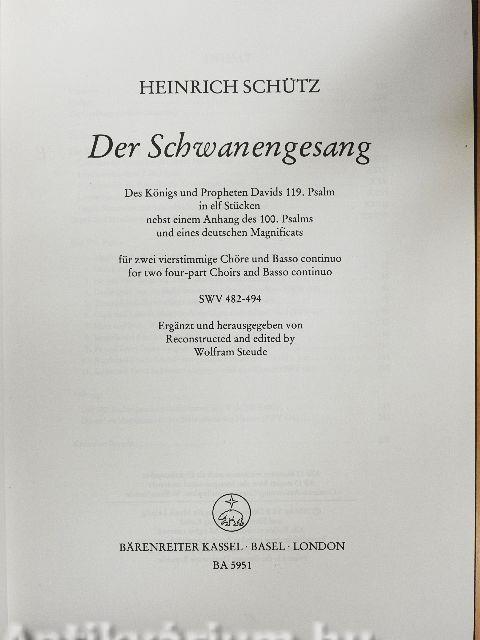 HEINRICH SCHÜTZ
Der Schwanengesang
Des Königs und Propheten Davids 119. Psalm
in elf Stücken
nebst einem Anhang des 100. Psalms
und eines deutschen Magnificats
für zwei vierstimmige Chöre und Basso continuo
for two four-part Choirs and Basso continuo
SWV 482-494
Ergänzt und herausgegeben von
Reconstructed and edited by
Wolfram Steude
BÄRENREITER KASSEL · BASEL · LONDON
BA 5951
Antikvárium.hu